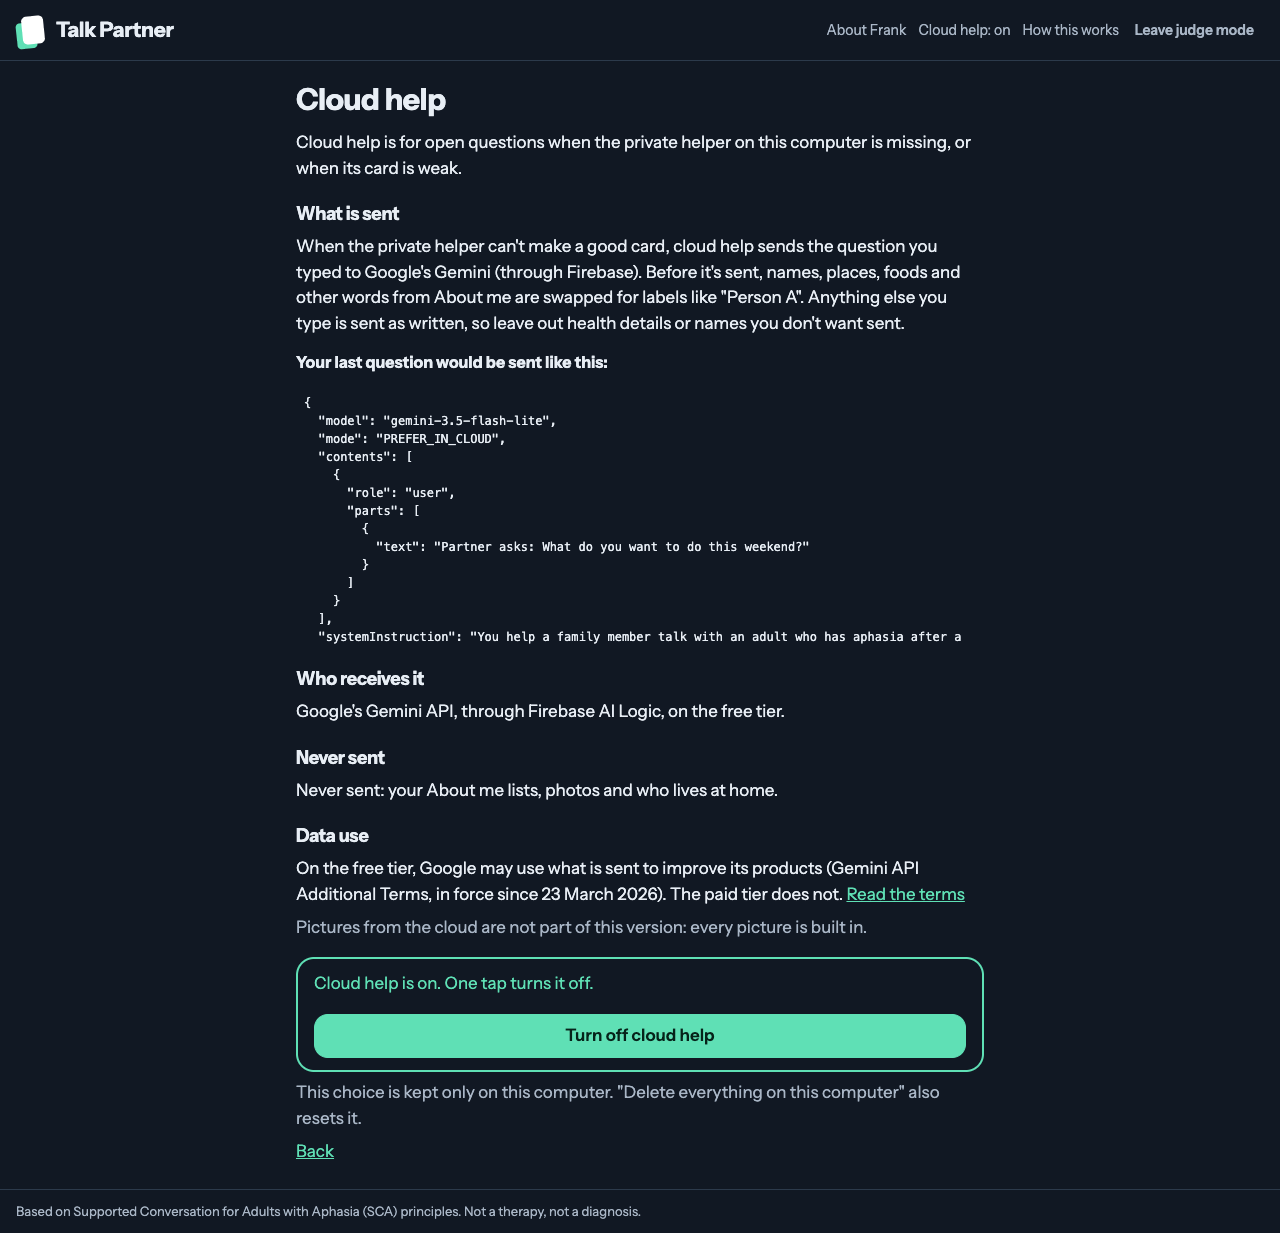 Talk Partner
About Frank
Cloud help: on
How this works
Leave judge mode
Cloud help
Cloud help is for open questions when the private helper on this computer is missing, or
when its card is weak.
What is sent
When the private helper can't make a good card, cloud help sends the question you
typed to Google's Gemini (through Firebase). Before it's sent, names, places, foods and
other words from About me are swapped for labels like "Person A". Anything else you
type is sent as written, so leave out health details or names you don't want sent.
Your last question would be sent like this:
{
  "model": "gemini-3.5-flash-lite",
  "mode": "PREFER_IN_CLOUD",
  "contents": [
    {
      "role": "user",
      "parts": [
        {
          "text": "Partner asks: What do you want to do this weekend?"
        }
      ]
    }
  ],
  "systemInstruction": "You help a family member talk with an adult who has aphasia after a
Who receives it
Google's Gemini API, through Firebase AI Logic, on the free tier.
Never sent
Never sent: your About me lists, photos and who lives at home.
Data use
On the free tier, Google may use what is sent to improve its products (Gemini API
Additional Terms, in force since 23 March 2026). The paid tier does not. Read the terms
Pictures from the cloud are not part of this version: every picture is built in.
Cloud help is on. One tap turns it off.
Turn off cloud help
This choice is kept only on this computer. "Delete everything on this computer" also
resets it.
Back
Based on Supported Conversation for Adults with Aphasia (SCA) principles. Not a therapy, not a diagnosis.